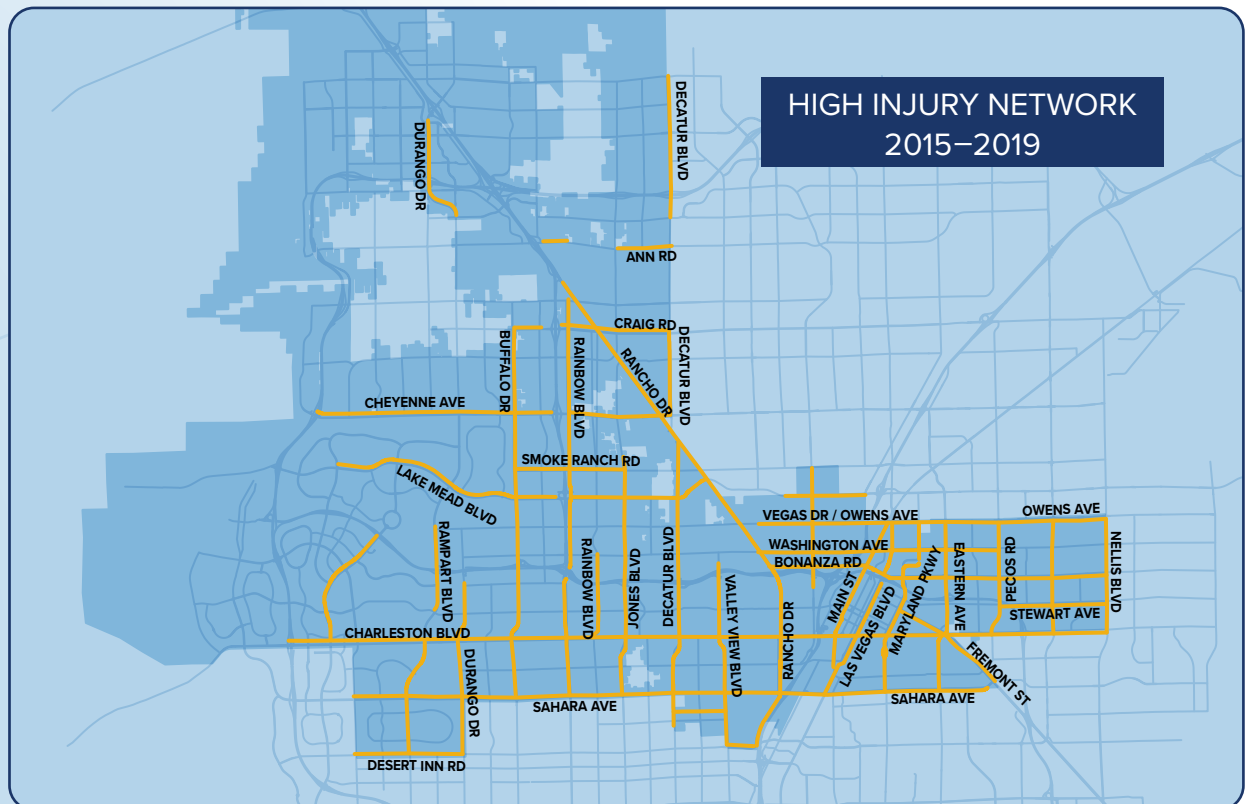 HIGH INJURY NETWORK
2015–2019
DECATUR BLVD
DURANGO DR
ANN RD
CRAIG RD
BUFFALO DR
RAINBOW BLVD
RANCHO DR
DECATUR BLVD
CHEYENNE AVE
SMOKE RANCH RD
LAKE MEAD BLVD
VEGAS DR / OWENS AVE
OWENS AVE
RAMPART BLVD
RAINBOW BLVD
JONES BLVD
DECATUR BLVD
WASHINGTON AVE
BONANZA RD
MAIN ST
LAS VEGAS BLVD
MARYLAND PKWY
EASTERN AVE
PECOS RD
NELLIS BLVD
VALLEY VIEW BLVD
RANCHO DR
STEWART AVE
CHARLESTON BLVD
DURANGO DR
FREMONT ST
SAHARA AVE
SAHARA AVE
DESERT INN RD